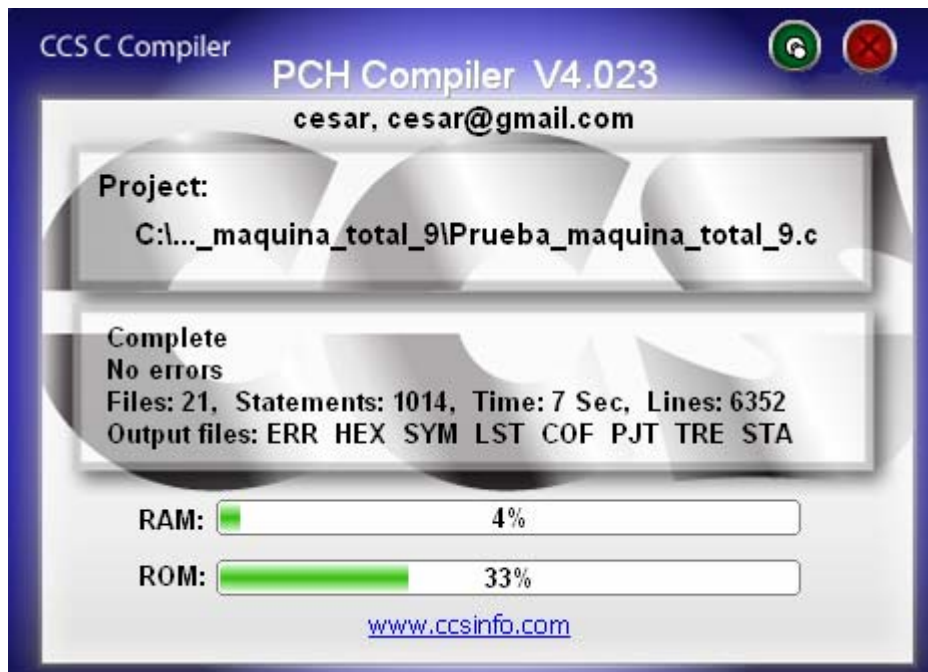 CCS C Compiler
PCH Compiler V4.023
cesar, cesar@gmail.com
Project:
C:\..._maquina_total_9\Prueba_maquina_total_9.c
Complete
No errors
Files: 21, Statements: 1014, Time: 7 Sec, Lines: 6352
Output files: ERR HEX SYM LST COF PJT TRE STA
RAM: 4%
ROM: 33%
www.ccsinfo.com